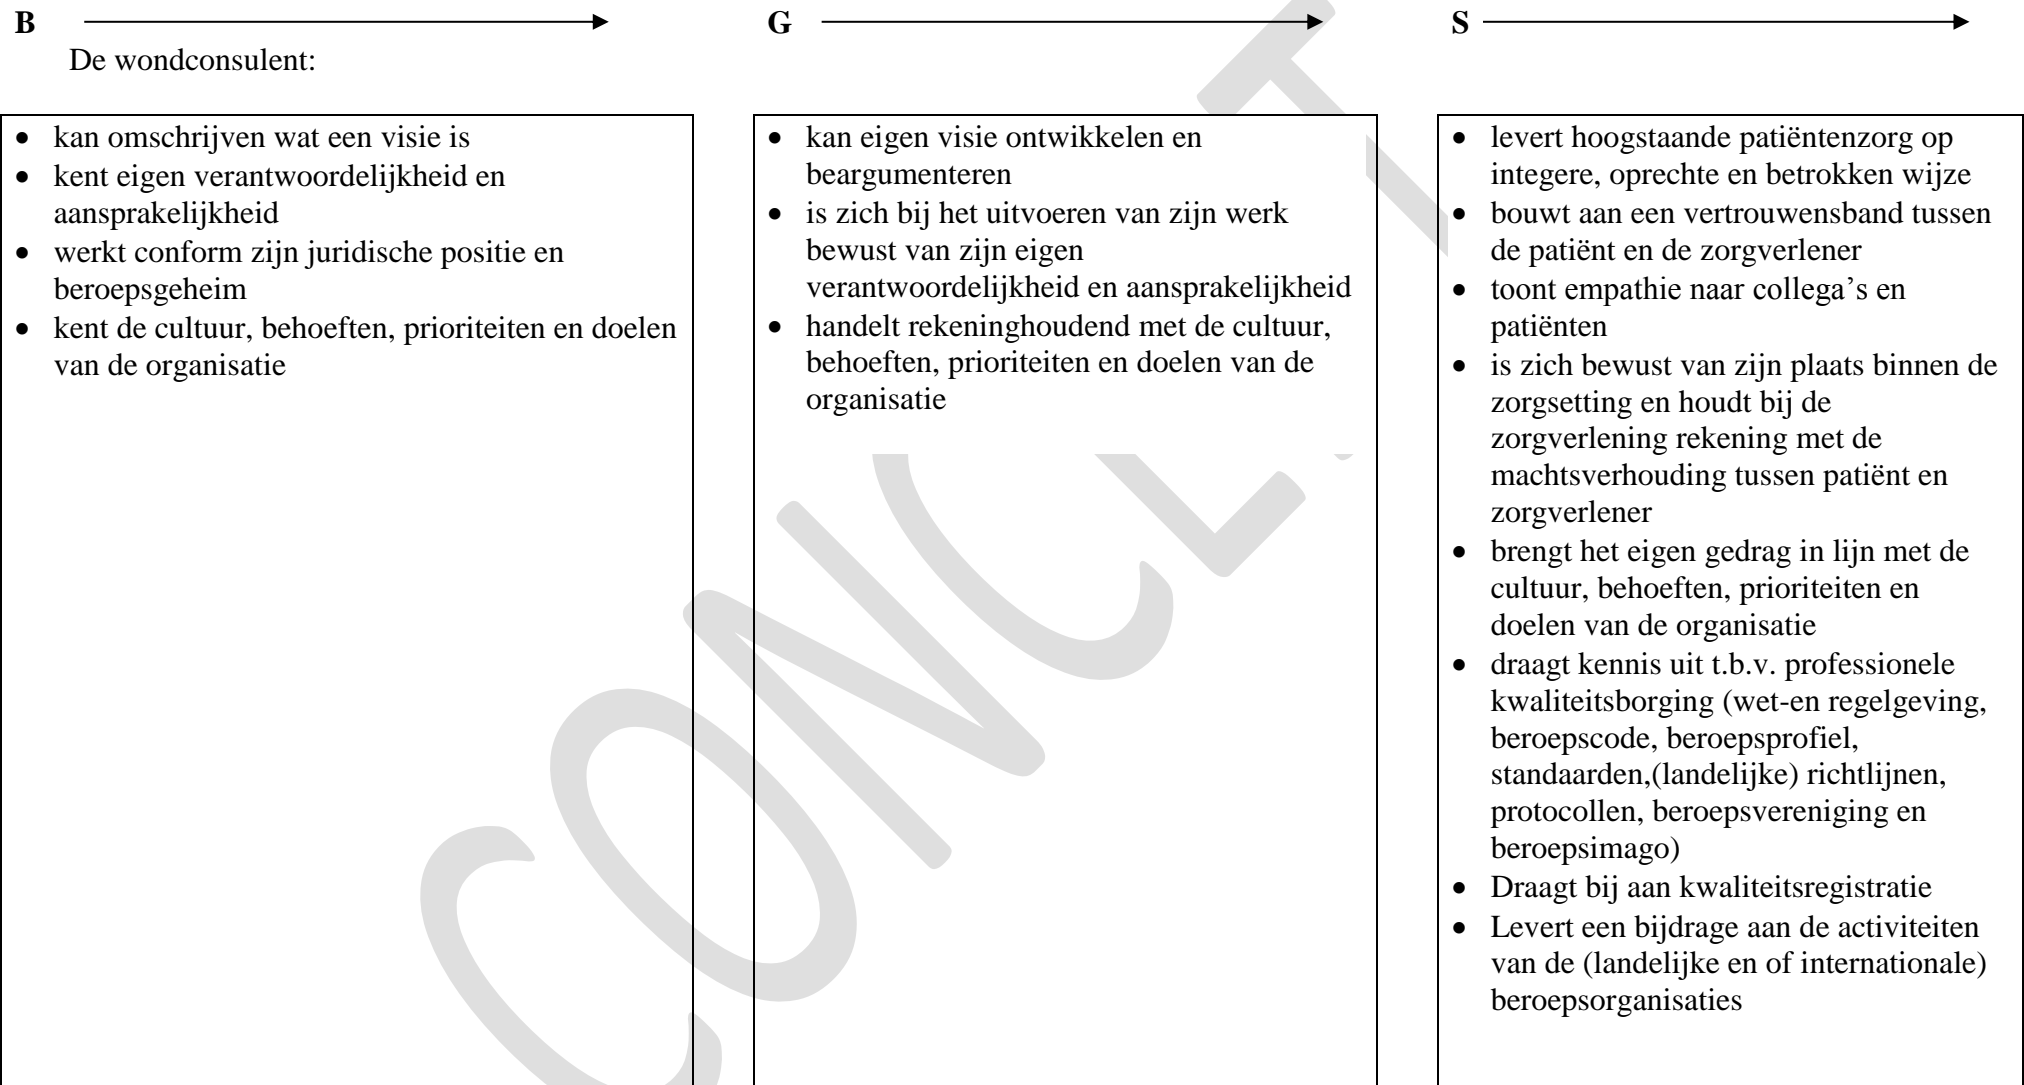 B
G
S
De wondconsulent:
• kan omschrijven wat een visie is
• kent eigen verantwoordelijkheid en
aansprakelijkheid
• werkt conform zijn juridische positie en
beroepsgeheim
• kent de cultuur, behoeften, prioriteiten en doelen
van de organisatie
• kan eigen visie ontwikkelen en
beargumenteren
• is zich bij het uitvoeren van zijn werk
bewust van zijn eigen
verantwoordelijkheid en aansprakelijkheid
• handelt rekeninghoudend met de cultuur,
behoeften, prioriteiten en doelen van de
organisatie
• levert hoogstaande patiëntenzorg op
integere, oprechte en betrokken wijze
• bouwt aan een vertrouwensband tussen
de patiënt en de zorgverlener
• toont empathie naar collega’s en
patiënten
• is zich bewust van zijn plaats binnen de
zorgsetting en houdt bij de
zorgverlening rekening met de
machtsverhouding tussen patiënt en
zorgverlener
• brengt het eigen gedrag in lijn met de
cultuur, behoeften, prioriteiten en
doelen van de organisatie
• draagt kennis uit t.b.v. professionele
kwaliteitsborging (wet-en regelgeving,
beroepscode, beroepsprofiel,
standaarden,(landelijke) richtlijnen,
protocollen, beroepsvereniging en
beroepsimago)
• Draagt bij aan kwaliteitsregistratie
• Levert een bijdrage aan de activiteiten
van de (landelijke en of internationale)
beroepsorganisaties
CONCEPT